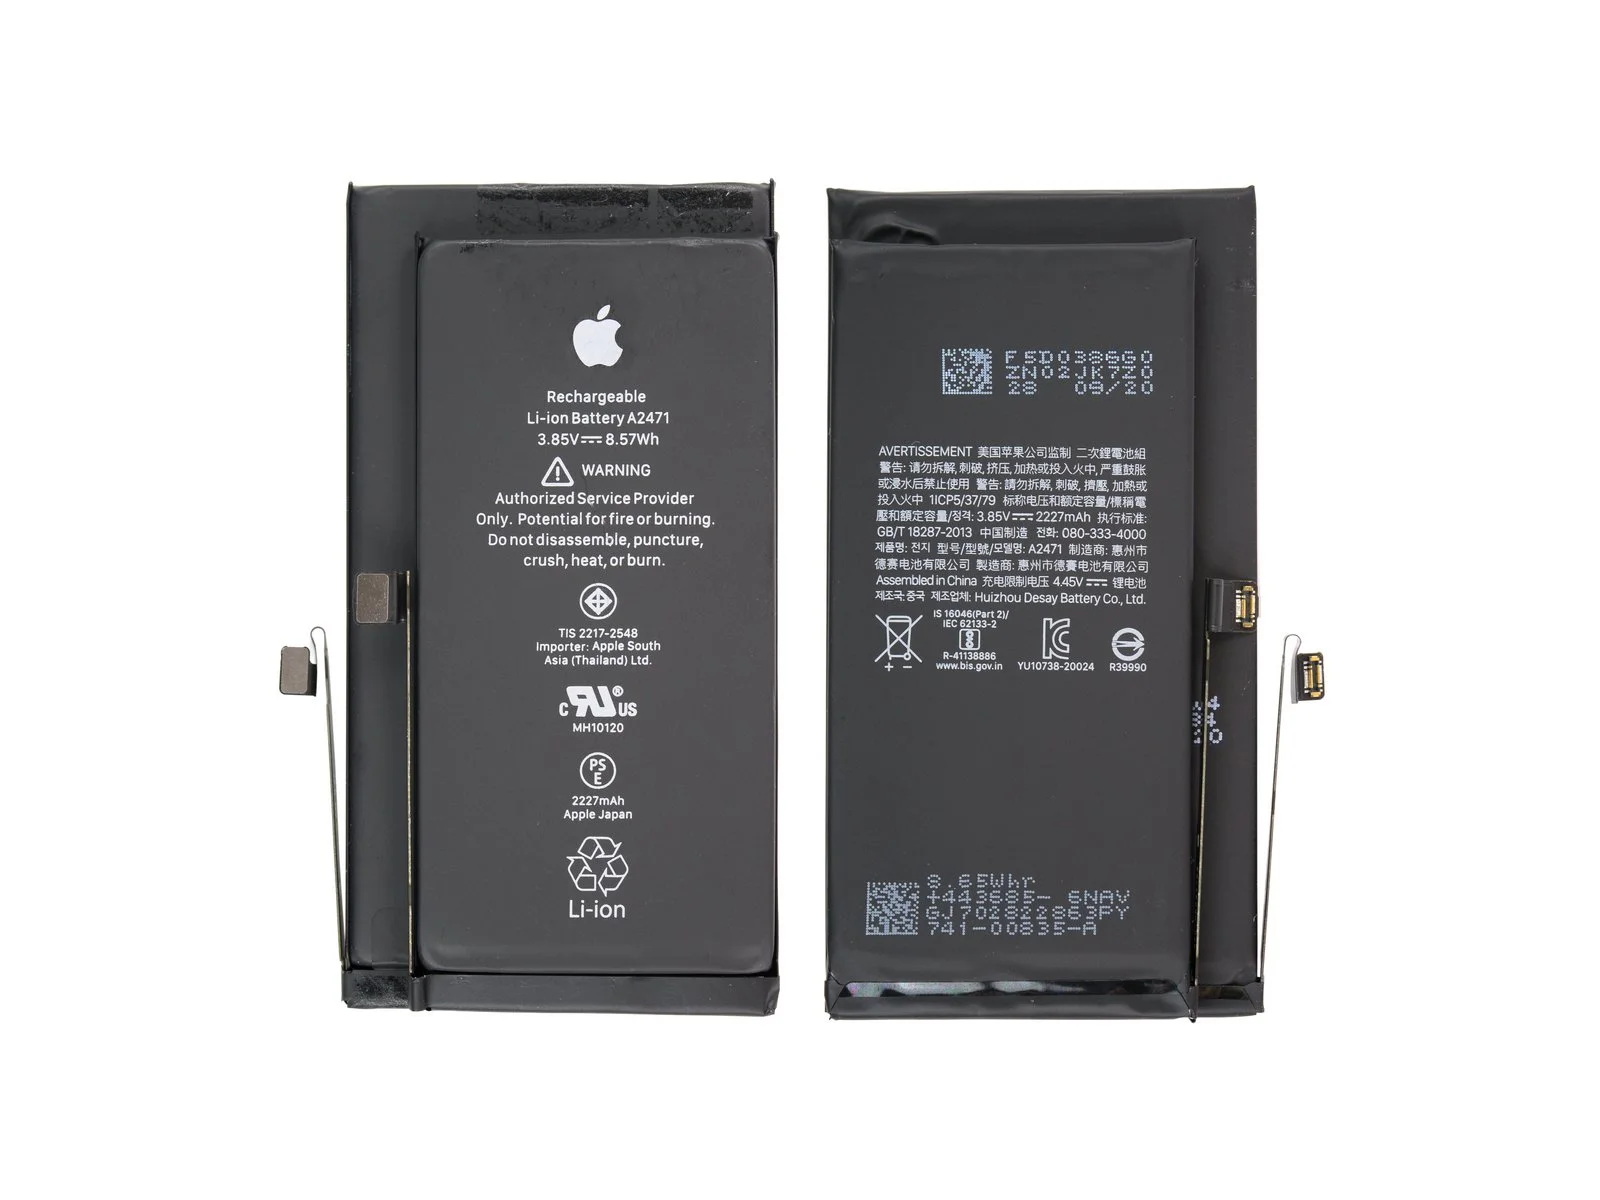 Rechargeable
Li-ion Battery A2471
3.85V⎓8.57Wh
WARNING
Authorized Service Provider
Only. Potential for fire or burning.
Do not disassemble, puncture,
crush, heat, or burn.
TIS 2217-2548
Importer: Apple South
Asia (Thailand) Ltd.
c RU ® US
MH10120
PS
E
2227mAh
Apple Japan
Li-ion
F5D0386G0
ZN02JK7Z0
28 09/20
AVERTISSEMENT 美国苹果公司监制 二次鋰電池組
警告: 请勿拆解, 刺破, 挤压, 加热或投入火中, 严重鼓胀
或浸水后禁止使用 警告: 請勿拆解, 刺破, 擠壓, 加熱或
投入火中 1ICP5/37/79 标称电压和额定容量/標稱電
壓和額定容量/정격: 3.85V⎓2227mAh 执行标准:
GB/T 18287-2013 中国制造 전화: 080-333-4000
제품명: 전지 型号/型號/모델명: A2471 制造商: 惠州市
德赛电池有限公司 製造商: 惠州市德賽電池有限公司
Assembled in China 充电限制电压 4.45V⎓ 锂电池
제조국: 중국 제조업체: Huizhou Desay Battery Co., Ltd.
IS 16046(Part 2)/
IEC 62133-2
R-41138886
www.bis.gov.in
YU10738-20024
R39990
8.65Whr
+443685- 6NAV
GJ702822863PY
741-00835-A